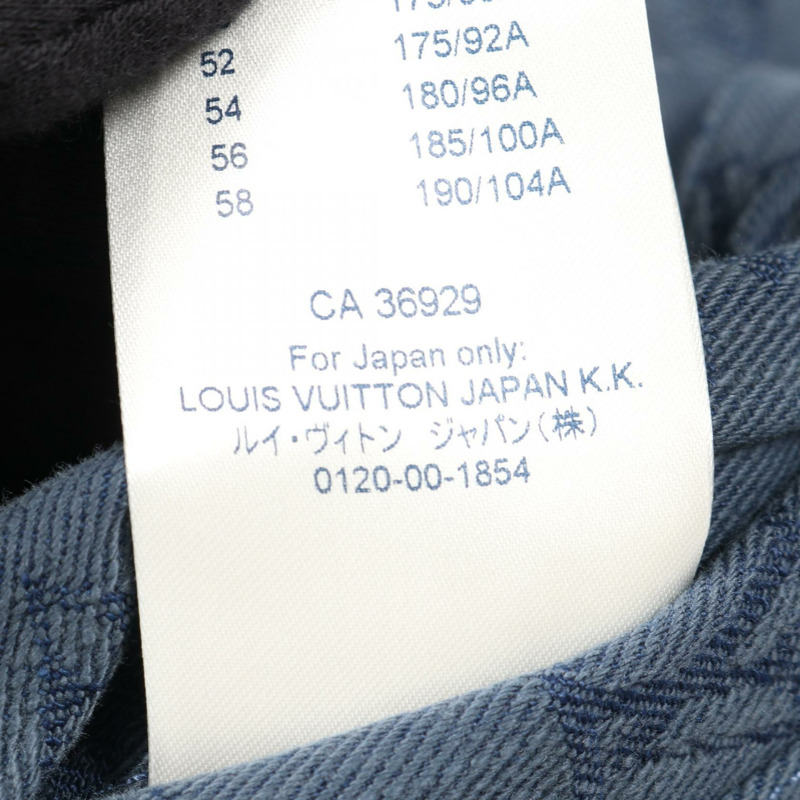 52 175/92A
54 180/96A
56 185/100A
58 190/104A
CA 36929
For Japan only:
LOUIS VUITTON JAPAN K.K.
ルイ・ヴィトン ジャパン(株)
0120-00-1854